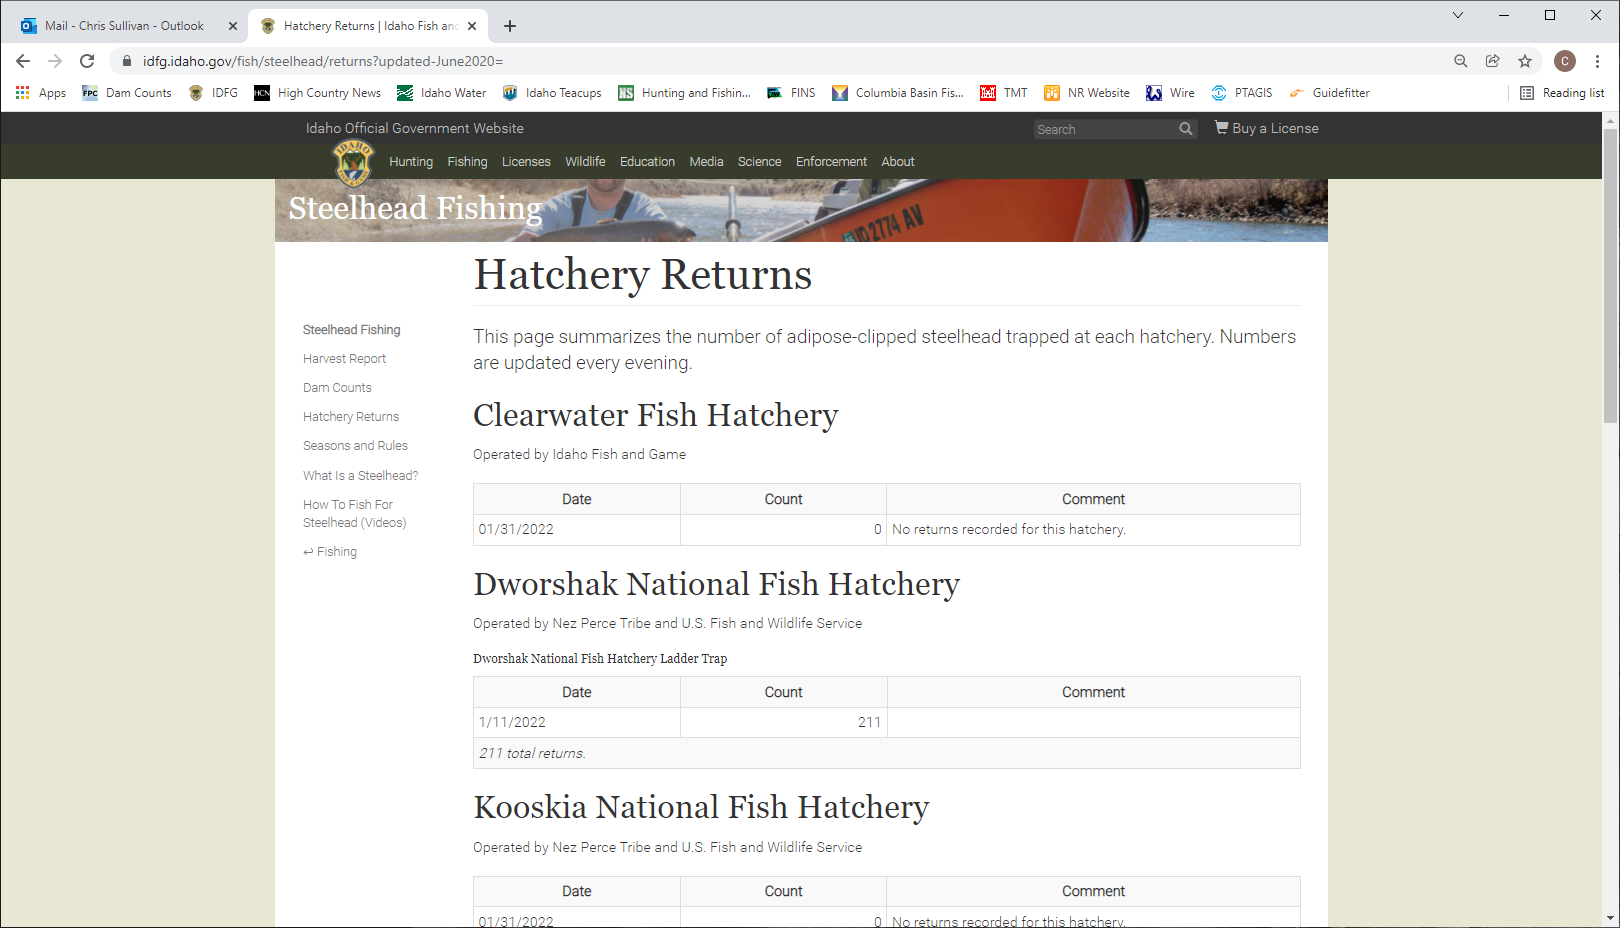 Mail - Chris Sullivan - Outlook
Hatchery Returns | Idaho Fish an
idfg.idaho.gov/fish/steelhead/returns?updated-June2020=
C
Apps FPC Dam Counts IDFG HCN High Country News Idaho Water Idaho Teacups Hunting and Fishin... FINS Columbia Basin Fis... TMT NR Website Wire PTAGIS Guidefitter Reading list
Idaho Official Government Website Search Buy a License
IDAHO
Hunting Fishing Licenses Wildlife Education Media Science Enforcement About
Steelhead Fishing
ID 2774 AV
Hatchery Returns
Steelhead Fishing
Harvest Report
Dam Counts
Hatchery Returns
Seasons and Rules
What Is a Steelhead?
How To Fish For
Steelhead (Videos)
↩ Fishing
This page summarizes the number of adipose-clipped steelhead trapped at each hatchery. Numbers
are updated every evening.
Clearwater Fish Hatchery
Operated by Idaho Fish and Game
Date Count Comment
01/31/2022 0 No returns recorded for this hatchery.
Dworshak National Fish Hatchery
Operated by Nez Perce Tribe and U.S. Fish and Wildlife Service
Dworshak National Fish Hatchery Ladder Trap
Date Count Comment
1/11/2022 211
211 total returns.
Kooskia National Fish Hatchery
Operated by Nez Perce Tribe and U.S. Fish and Wildlife Service
Date Count Comment
01/31/2022 0 No returns recorded for this hatchery.